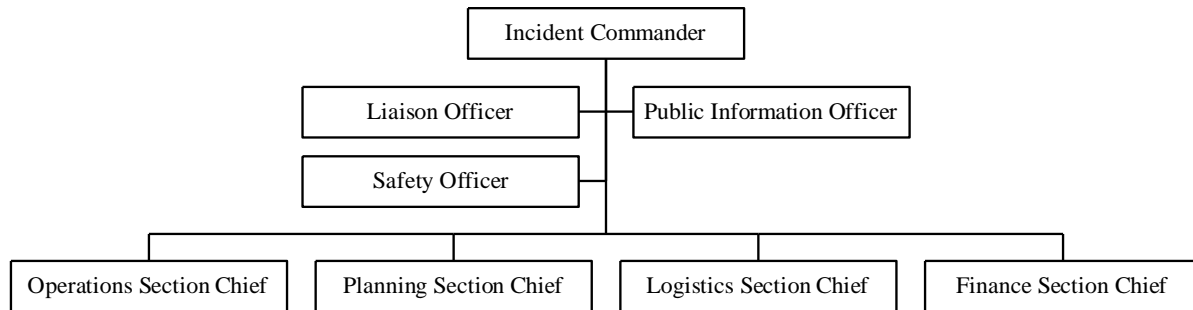 Incident Commander
Liaison Officer
Public Information Officer
Safety Officer
Operations Section Chief
Planning Section Chief
Logistics Section Chief
Finance Section Chief